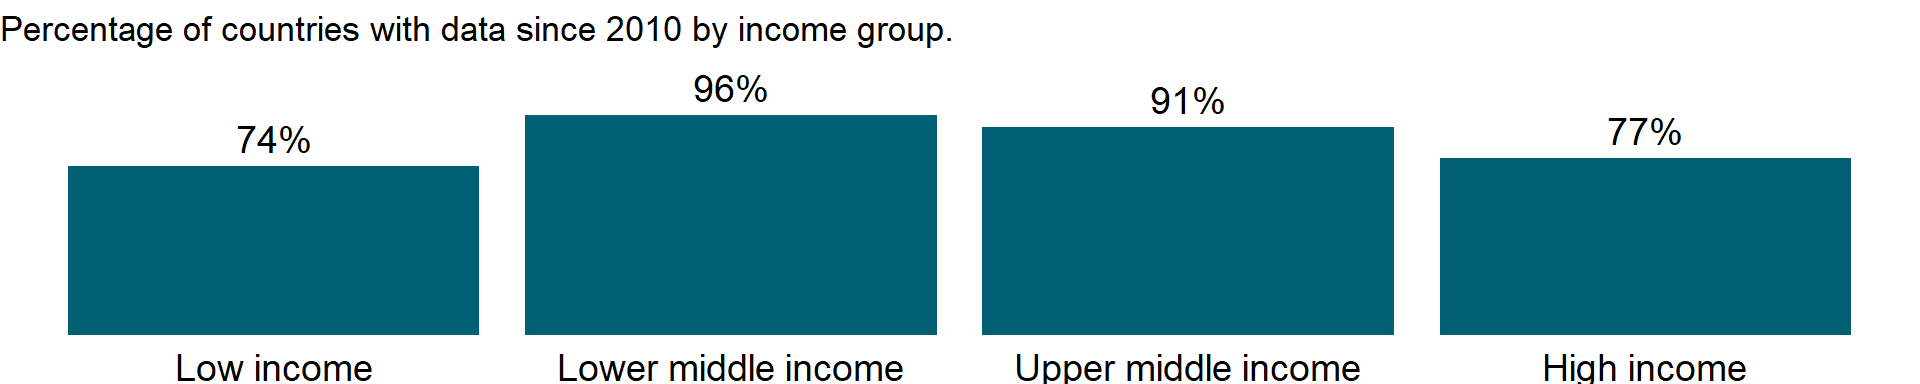 Percentage of countries with data since 2010 by income group.
74%
96%
91%
77%
Low income
Lower middle income
Upper middle income
High income